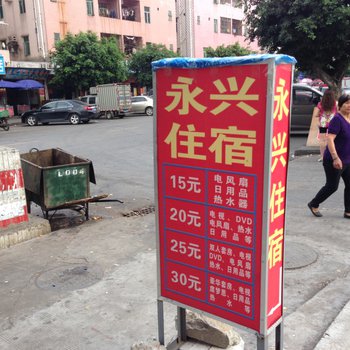 永兴
住宿
15元
电风扇
日用品
热水器
20元
电视、DVD
电风扇、热水
日用品等
25元
双人套房、电视
DVD、电风扇
热水、日用品等
30元
豪华套房、电视
席梦思、日用品
热水等
永兴住宿
L004